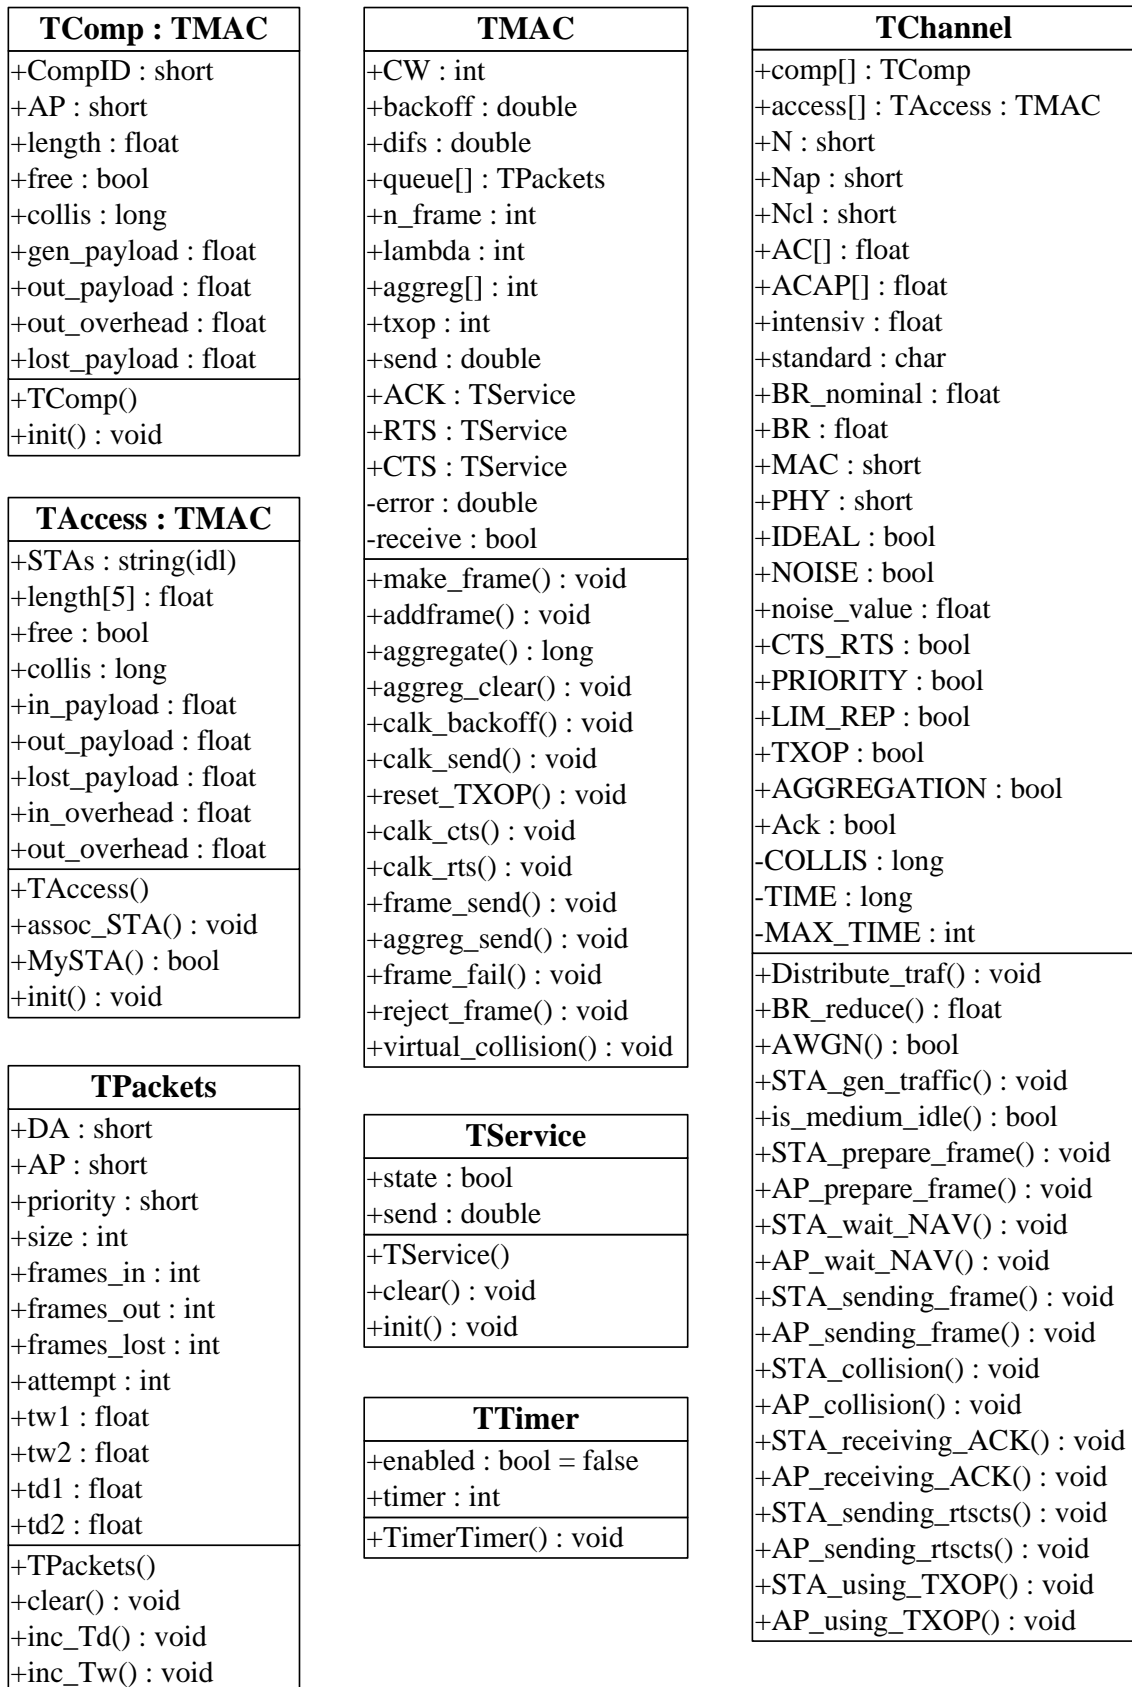 TComp : TMAC
+CompID : short
+AP : short
+length : float
+free : bool
+collis : long
+gen_payload : float
+out_payload : float
+out_overhead : float
+lost_payload : float
+TComp()
+init() : void
TAccess : TMAC
+STAs : string(idl)
+length[5] : float
+free : bool
+collis : long
+in_payload : float
+out_payload : float
+lost_payload : float
+in_overhead : float
+out_overhead : float
+TAccess()
+assoc_STA() : void
+MySTA() : bool
+init() : void
TPackets
+DA : short
+AP : short
+priority : short
+size : int
+frames_in : int
+frames_out : int
+frames_lost : int
+attempt : int
+tw1 : float
+tw2 : float
+td1 : float
+td2 : float
+TPackets()
+clear() : void
+inc_Td() : void
+inc_Tw() : void
TMAC
+CW : int
+backoff : double
+difs : double
+queue[] : TPackets
+n_frame : int
+lambda : int
+aggreg[] : int
+txop : int
+send : double
+ACK : TService
+RTS : TService
+CTS : TService
-error : double
-receive : bool
+make_frame() : void
+addframe() : void
+aggregate() : long
+aggreg_clear() : void
+calk_backoff() : void
+calk_send() : void
+reset_TXOP() : void
+calk_cts() : void
+calk_rts() : void
+frame_send() : void
+aggreg_send() : void
+frame_fail() : void
+reject_frame() : void
+virtual_collision() : void
TService
+state : bool
+send : double
+TService()
+clear() : void
+init() : void
TTimer
+enabled : bool = false
+timer : int
+TimerTimer() : void
TChannel
+comp[] : TComp
+access[] : TAccess : TMAC
+N : short
+Nap : short
+Ncl : short
+AC[] : float
+ACAP[] : float
+intensiv : float
+standard : char
+BR_nominal : float
+BR : float
+MAC : short
+PHY : short
+IDEAL : bool
+NOISE : bool
+noise_value : float
+CTS_RTS : bool
+PRIORITY : bool
+LIM_REP : bool
+TXOP : bool
+AGGREGATION : bool
+Ack : bool
-COLLIS : long
-TIME : long
-MAX_TIME : int
+Distribute_traf() : void
+BR_reduce() : float
+AWGN() : bool
+STA_gen_traffic() : void
+is_medium_idle() : bool
+STA_prepare_frame() : void
+AP_prepare_frame() : void
+STA_wait_NAV() : void
+AP_wait_NAV() : void
+STA_sending_frame() : void
+AP_sending_frame() : void
+STA_collision() : void
+AP_collision() : void
+STA_receiving_ACK() : void
+AP_receiving_ACK() : void
+STA_sending_rtscts() : void
+AP_sending_rtscts() : void
+STA_using_TXOP() : void
+AP_using_TXOP() : void